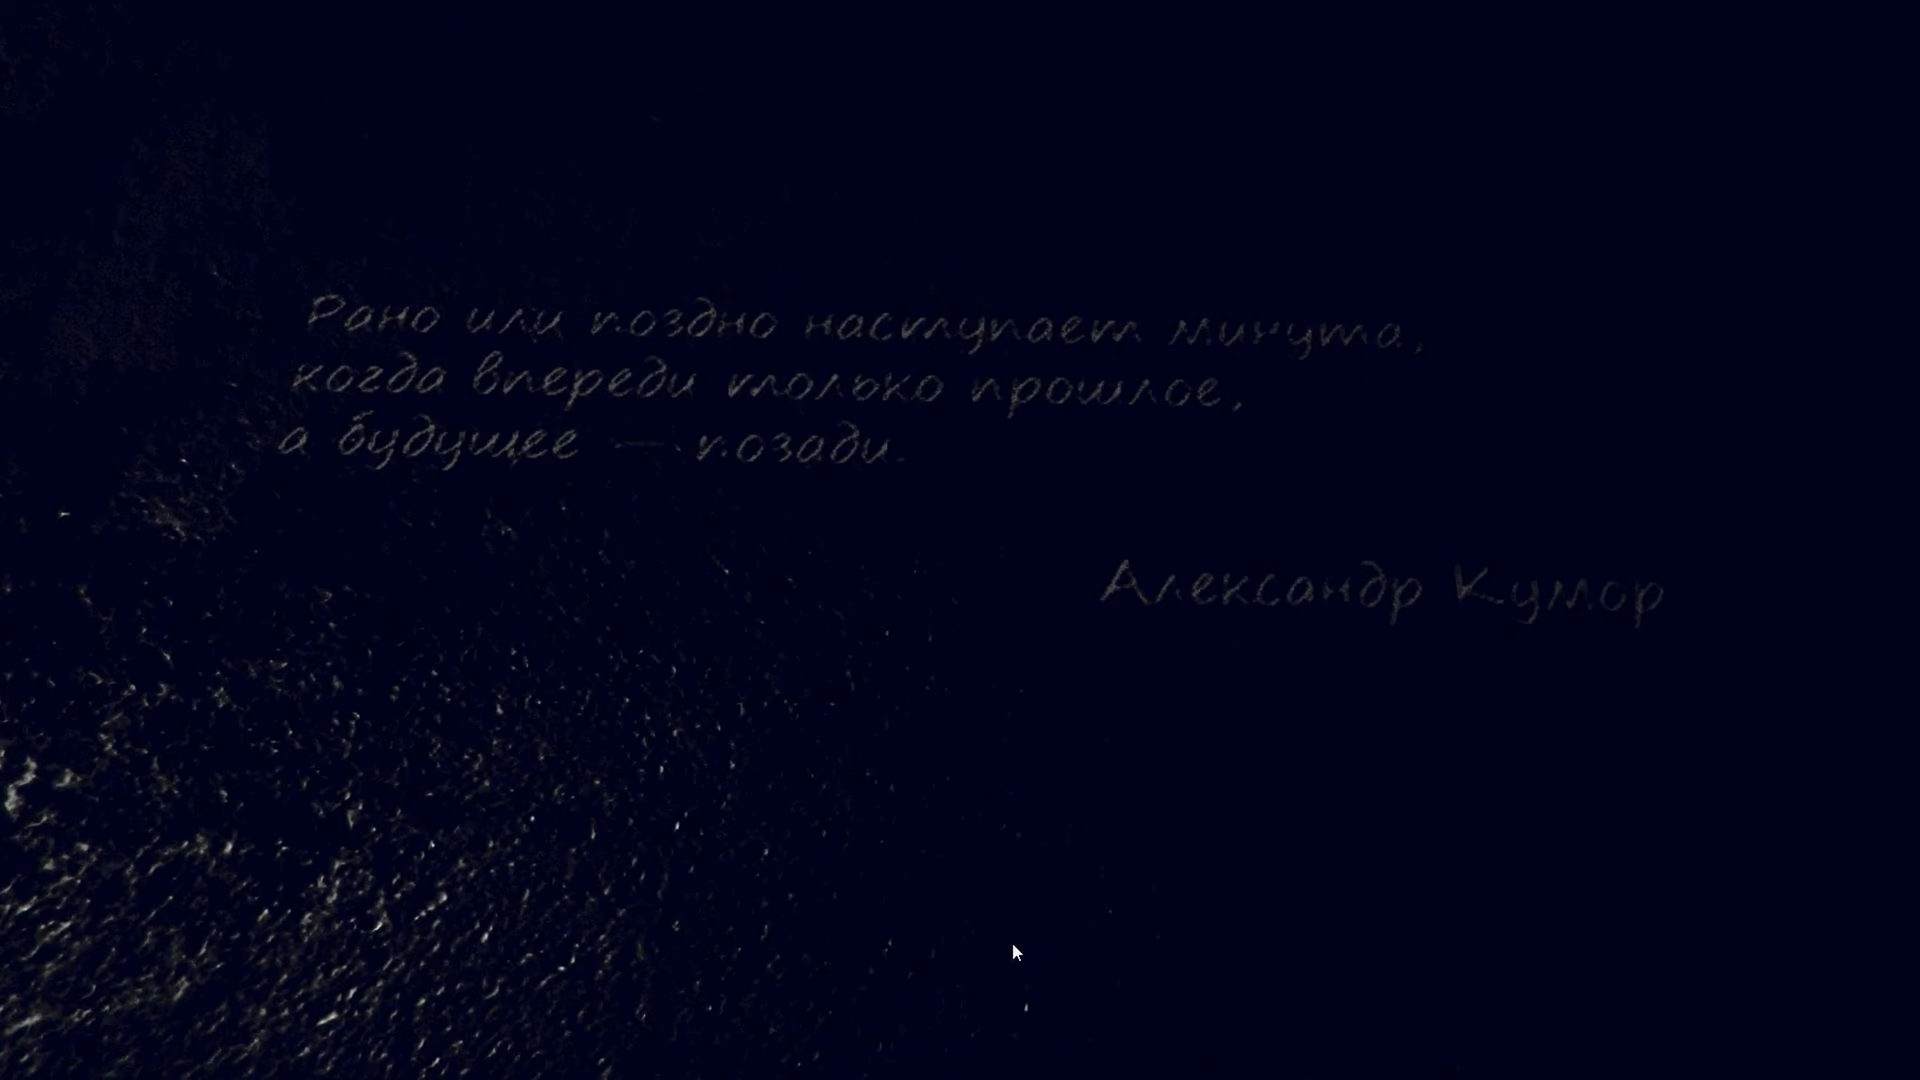 Рано или поздно наступает минута,
когда впереди только прошлое,
а будущее — позади.
Александр Кумор